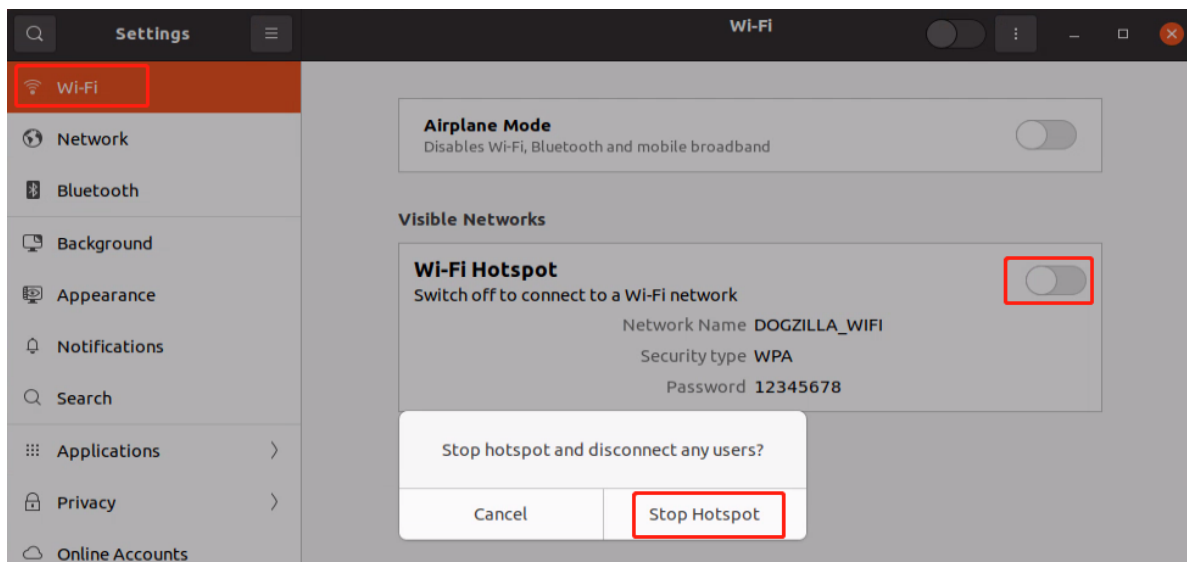 Settings
Wi-Fi
Wi-Fi
Network
Bluetooth
Background
Appearance
Notifications
Search
Applications
Privacy
Online Accounts
Airplane Mode
Disables Wi-Fi, Bluetooth and mobile broadband
Visible Networks
Wi-Fi Hotspot
Switch off to connect to a Wi-Fi network
Network Name DOGZILLA_WIFI
Security type WPA
Password 12345678
Stop hotspot and disconnect any users?
Cancel Stop Hotspot